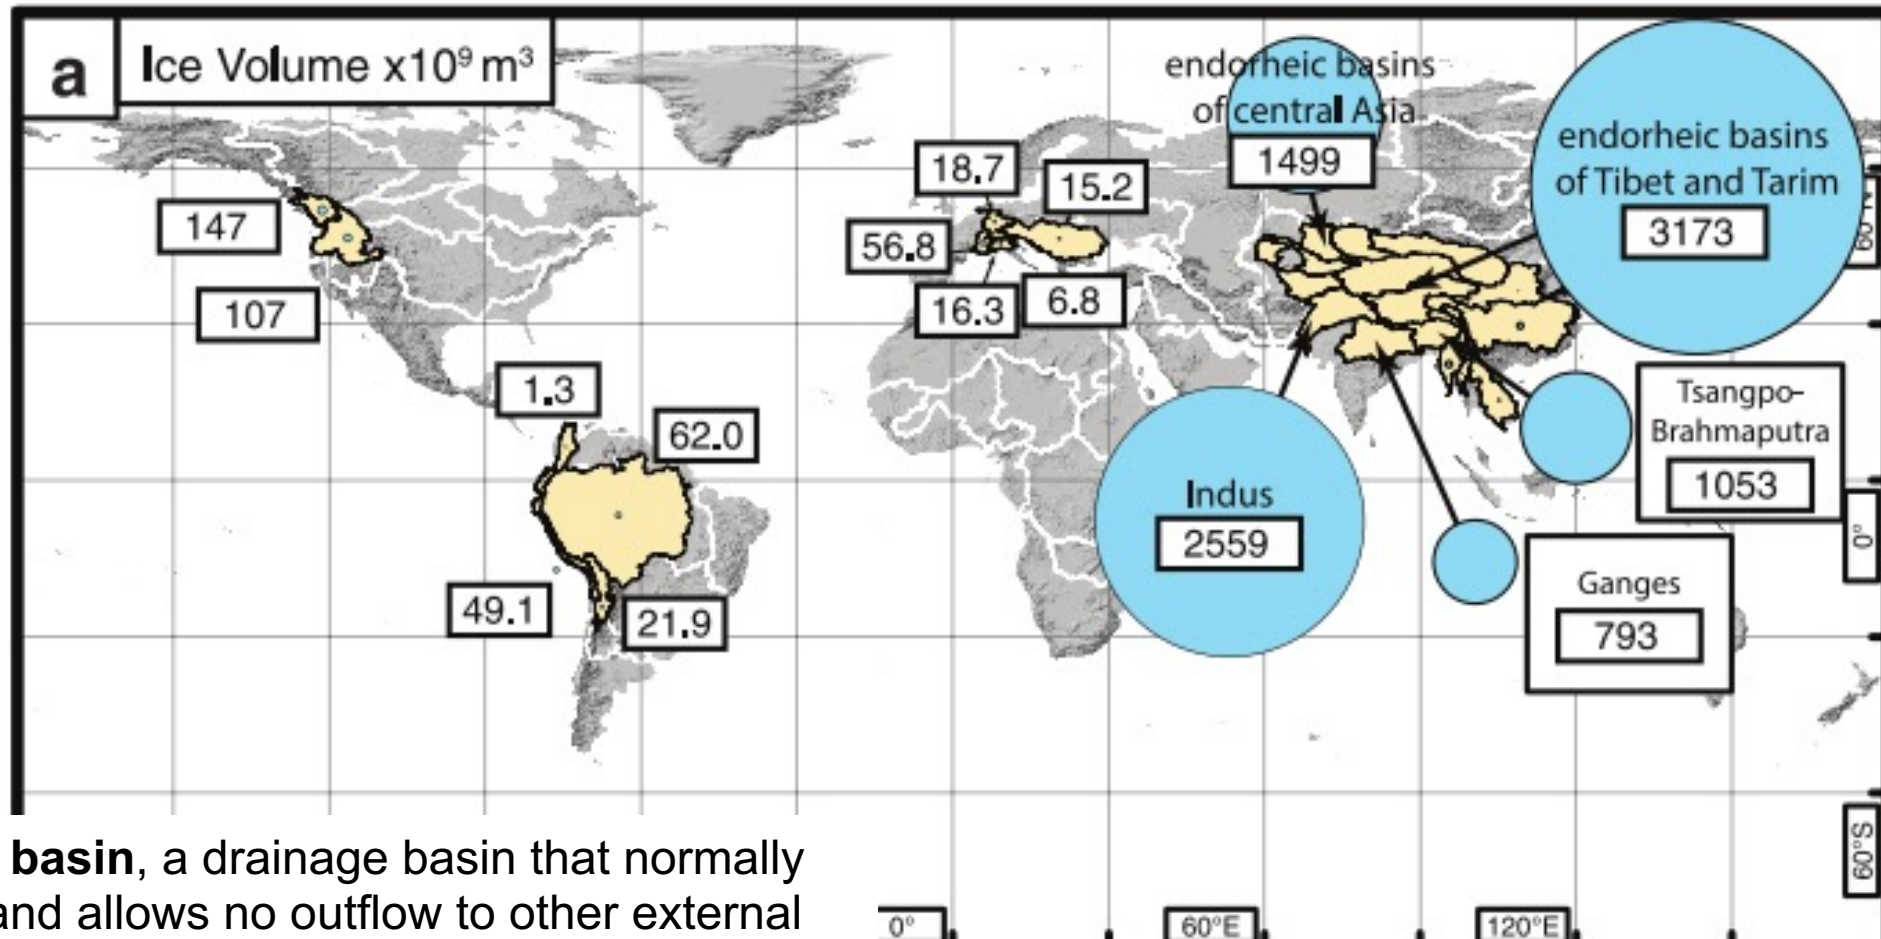 a
Ice Volume x10⁹ m³
endorheic basins
of central Asia
1499
endorheic basins
of Tibet and Tarim
3173
18.7
15.2
147
56.8
107
16.3
6.8
1.3
62.0
Tsangpo-
Brahmaputra
1053
Indus
2559
Ganges
793
49.1
21.9
60°N
0°
60°S
basin, a drainage basin that normally
and allows no outflow to other external
0°
60°E
120°E